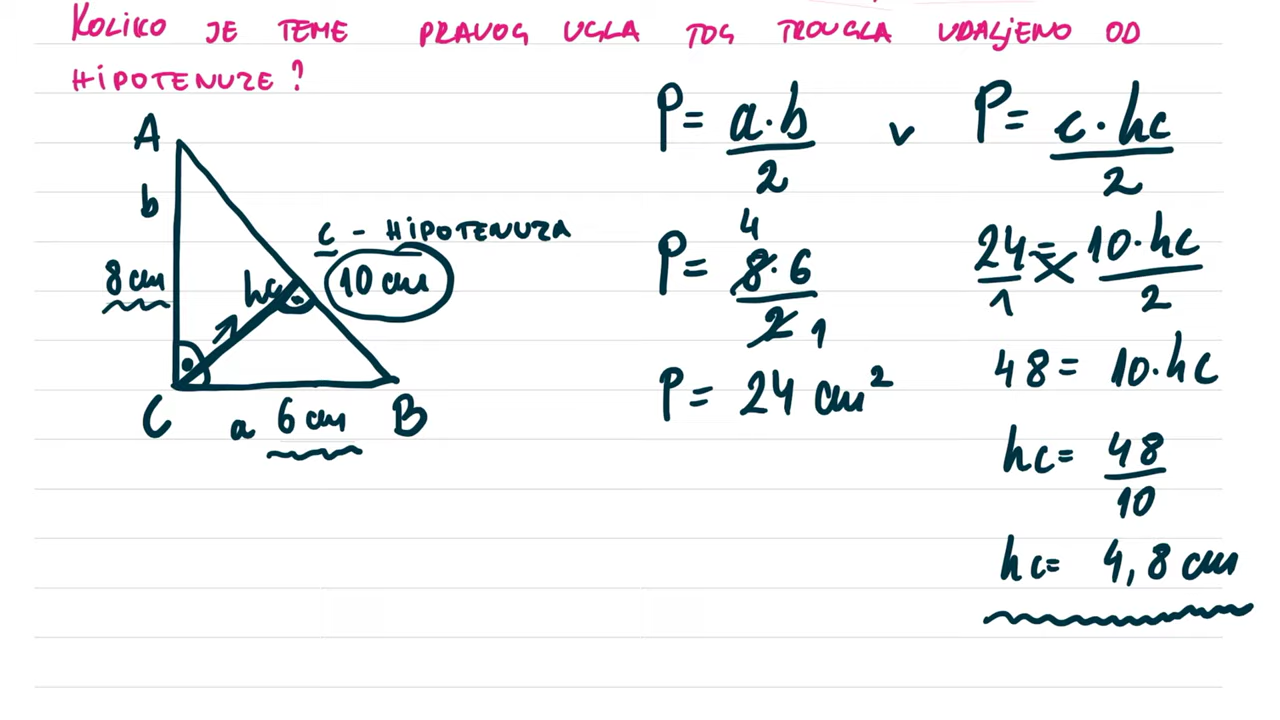 KOLIKO JE TEME PRAVOG UGLA TOG TROUGLA UDALJENO OD
HIPOTENUZE?
A
b
8 cm
hc
c - HIPOTENUZA
10 cm
C
a 6 cm
B
P = a·b / 2 v P = c·hc / 2
4
P = 8·6 / 2 1
P = 24 cm²
24 / 1 = 10·hc / 2
48 = 10·hc
hc = 48 / 10
hc = 4,8 cm